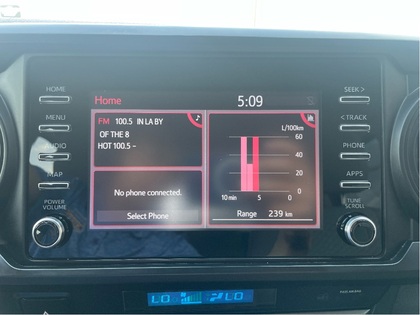 HOME
MENU
AUDIO
MAP
POWER
VOLUME
Home
5:09
FM 100.5 IN LA BY
OF THE 8
HOT 100.5 ~
No phone connected.
Select Phone
L/100km
60
40
20
0
10 min 5 0
Range 239 km
SEEK >
< TRACK
PHONE
APPS
TUNE
SCROLL
LO LO